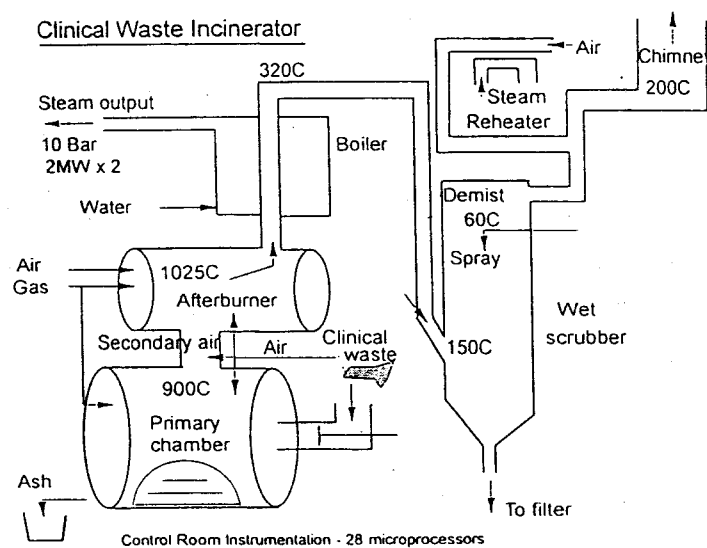 Clinical Waste Incinerator
Air
Chimney
320C
200C
Steam output
Steam
Reheater
10 Bar
2MW x 2
Boiler
Water
Demist
60C
Spray
Air
Gas
1025C
Afterburner
Wet
scrubber
Secondary air
Air
Clinical
waste
150C
900C
Primary
chamber
Ash
To filter
Control Room Instrumentation - 28 microprocessors